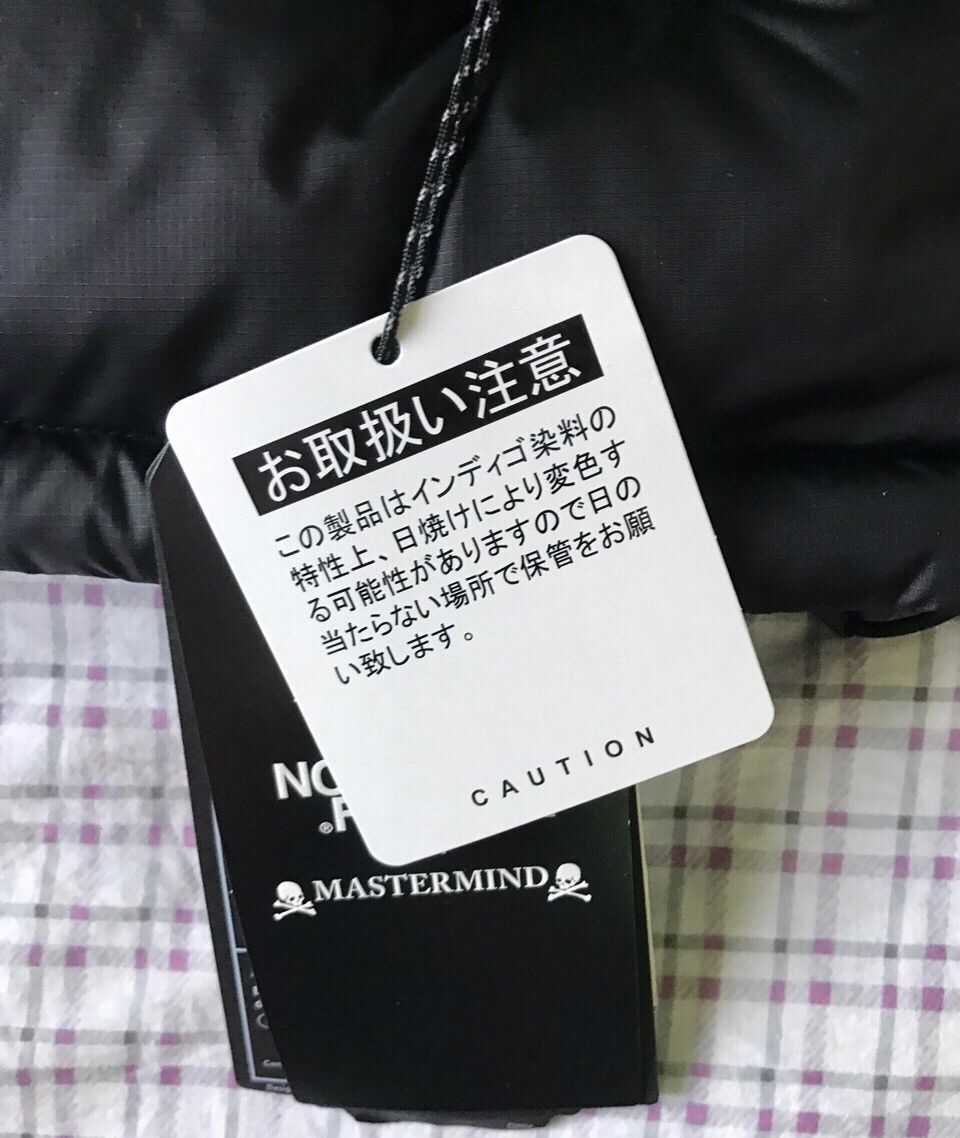 お取扱い注意
この製品はインディゴ染料の
特性上、日焼けにより変色す
る可能性がありますので日の
当たらない場所で保管をお願
い致します。
CAUTION
MASTERMIND